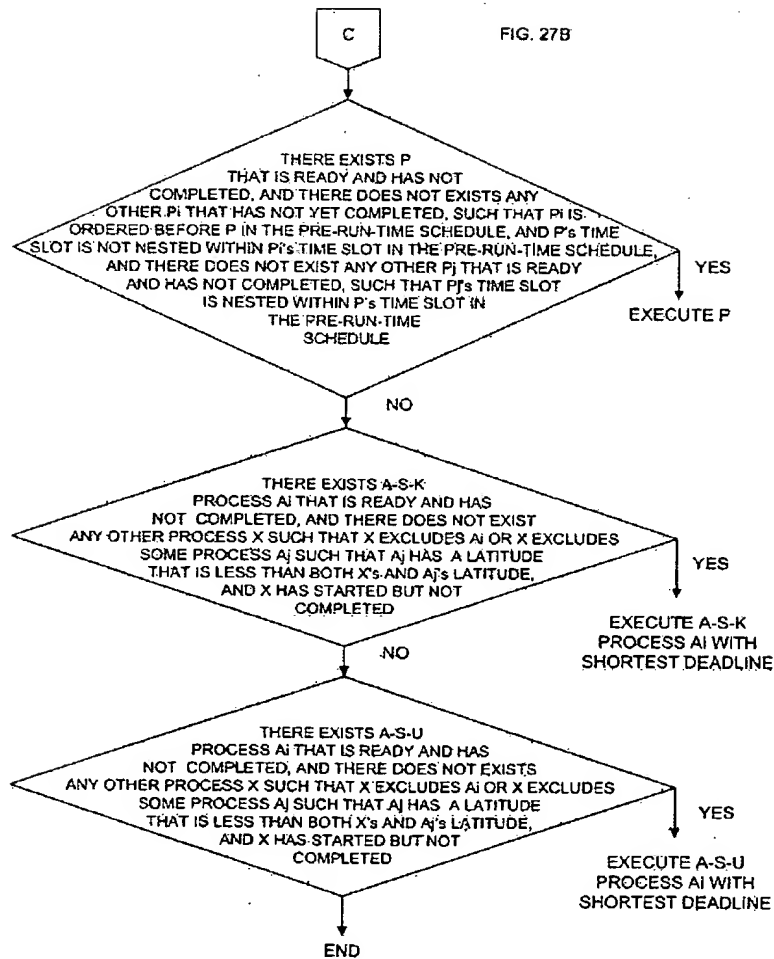 C
FIG. 27B
THERE EXISTS P
THAT IS READY AND HAS NOT
COMPLETED, AND THERE DOES NOT EXISTS ANY
OTHER Pi THAT HAS NOT YET COMPLETED, SUCH THAT Pi IS
ORDERED BEFORE P IN THE PRE-RUN-TIME SCHEDULE, AND P's TIME
SLOT IS NOT NESTED WITHIN Pi's TIME SLOT IN THE PRE-RUN-TIME SCHEDULE,
AND THERE DOES NOT EXIST ANY OTHER Pj THAT IS READY
AND HAS NOT COMPLETED, SUCH THAT Pj's TIME SLOT
IS NESTED WITHIN P's TIME SLOT IN
THE PRE-RUN-TIME
SCHEDULE
YES
EXECUTE P
NO
THERE EXISTS A-S-K
PROCESS Ai THAT IS READY AND HAS
NOT COMPLETED, AND THERE DOES NOT EXIST
ANY OTHER PROCESS X SUCH THAT X EXCLUDES Ai OR X EXCLUDES
SOME PROCESS Aj SUCH THAT Aj HAS A LATITUDE
THAT IS LESS THAN BOTH X's AND Aj's LATITUDE,
AND X HAS STARTED BUT NOT
COMPLETED
YES
EXECUTE A-S-K
PROCESS Ai WITH
SHORTEST DEADLINE
NO
THERE EXISTS A-S-U
PROCESS Ai THAT IS READY AND HAS
NOT COMPLETED, AND THERE DOES NOT EXISTS
ANY OTHER PROCESS X SUCH THAT X EXCLUDES Ai OR X EXCLUDES
SOME PROCESS Aj SUCH THAT Aj HAS A LATITUDE
THAT IS LESS THAN BOTH X's AND Aj's LATITUDE,
AND X HAS STARTED BUT NOT
COMPLETED
YES
EXECUTE A-S-U
PROCESS Ai WITH
SHORTEST DEADLINE
END